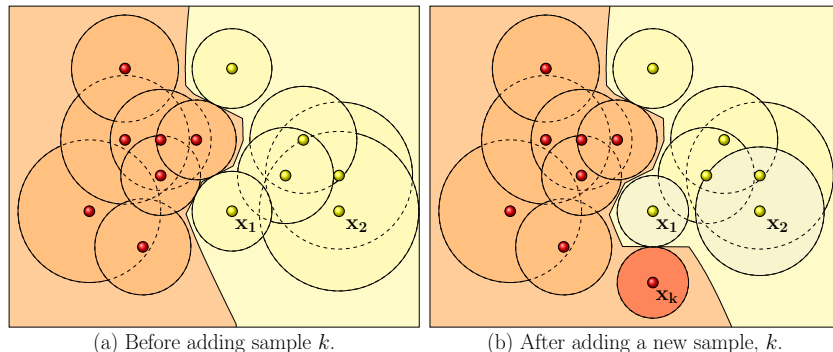 x₁ x₂
x₁ x₂
xₖ
(a) Before adding sample k.
(b) After adding a new sample, k.